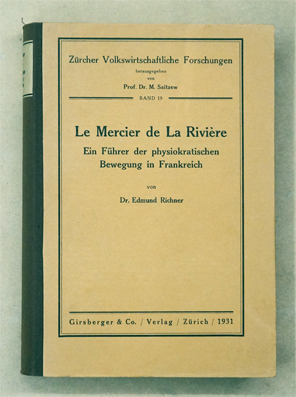 Zürcher Volkswirtschaftliche Forschungen
herausgegeben
von
Prof. Dr. M. Saitzew
BAND 19
Le Mercier de La Rivière
Ein Führer der physiokratischen
Bewegung in Frankreich
von
Dr. Edmund Richner
Girsberger & Co. / Verlag / Zürich / 1931